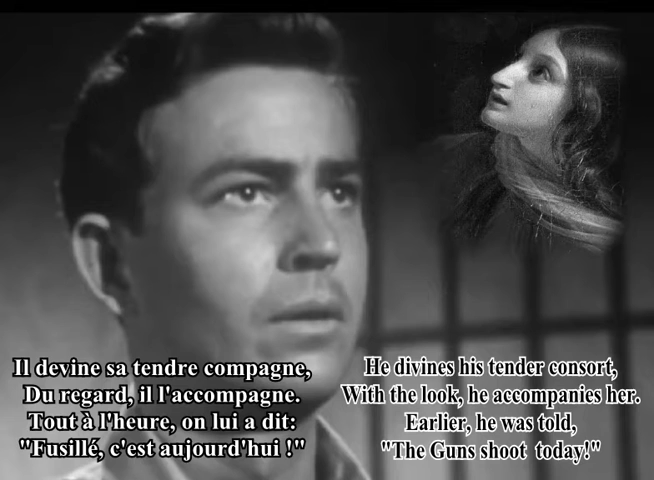 Il devine sa tendre compagne,
Du regard, il l'accompagne.
Tout à l'heure, on lui a dit:
"Fusillé, c'est aujourd'hui !"
He divines his tender consort,
With the look, he accompanies her.
Earlier, he was told,
"The Guns shoot today!"